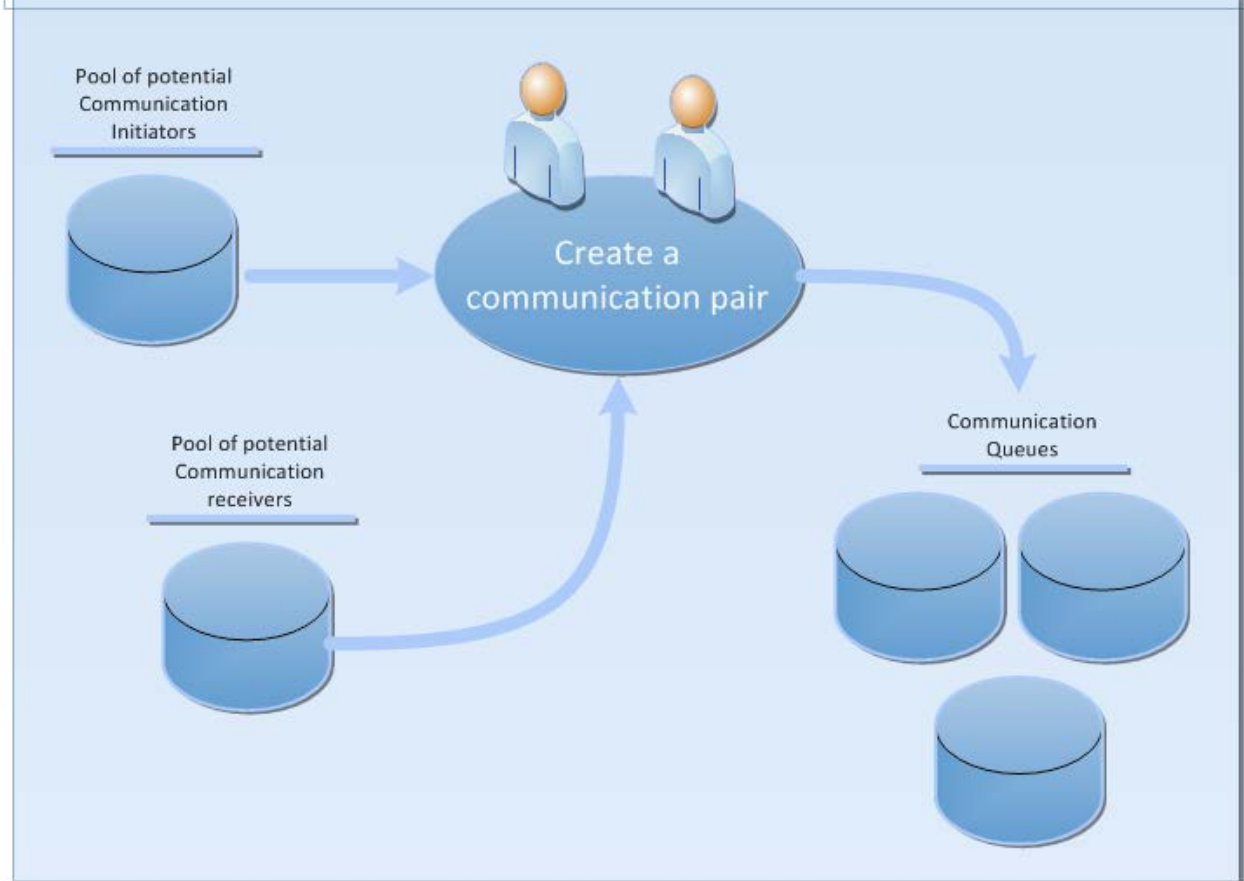 Pool of potential
Communication
Initiators
Create a
communication pair
Pool of potential
Communication
receivers
Communication
Queues